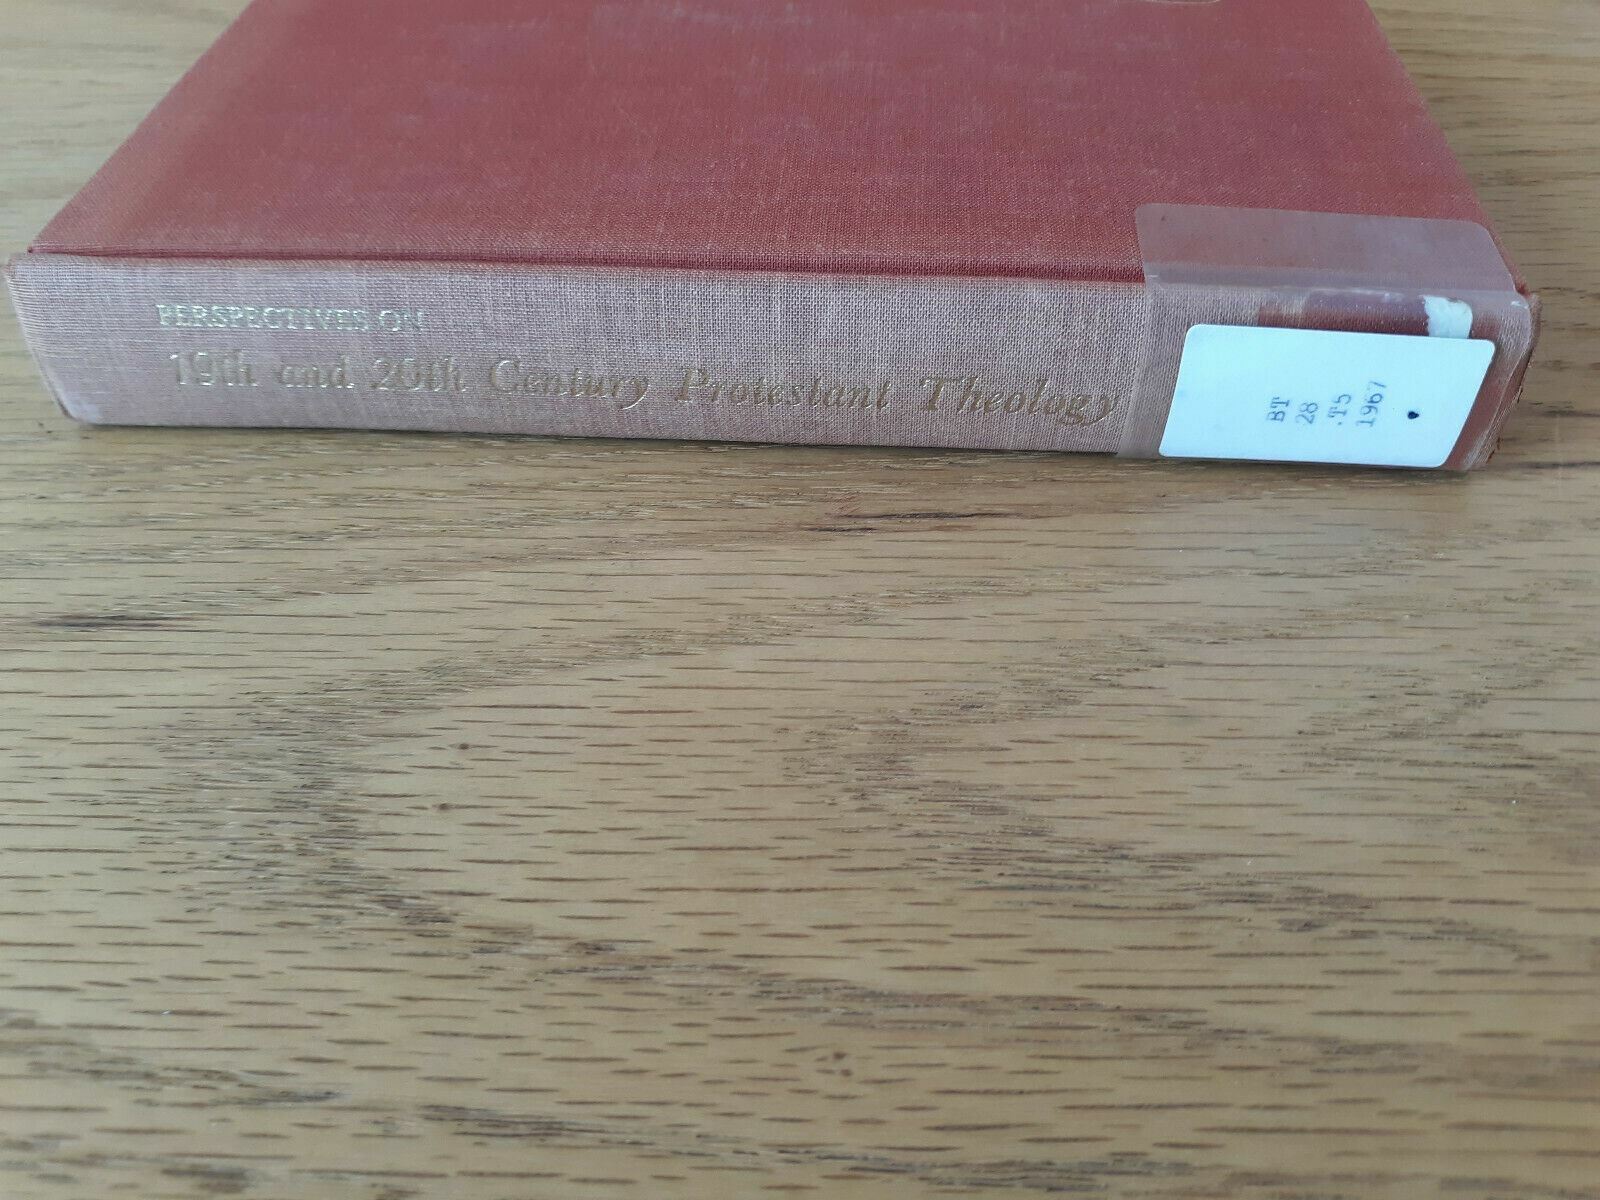 PERSPECTIVES ON
19th and 20th Century Protestant Theology
BT
28
.T5
1967